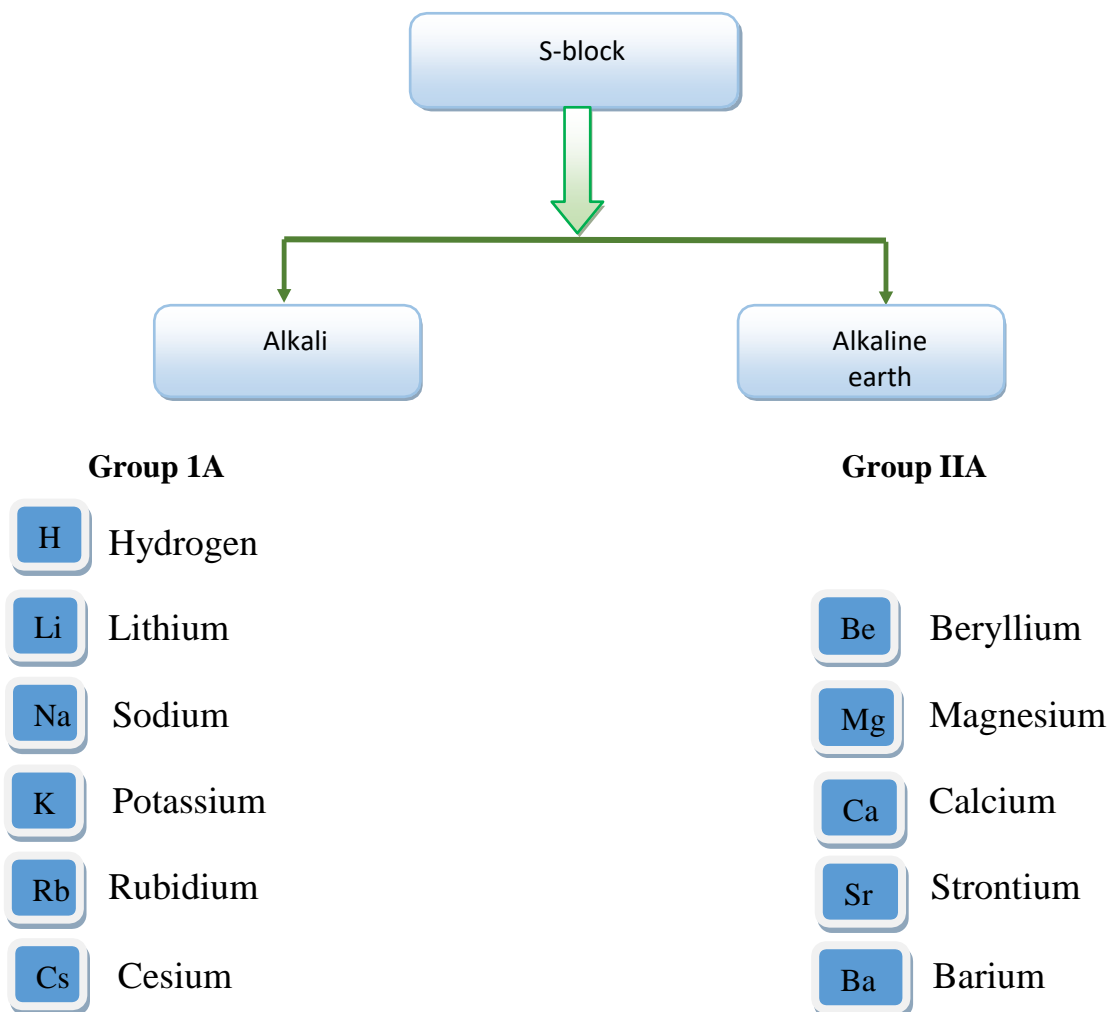 S-block
Alkali
Alkaline
earth
Group 1A
Group IIA
H Hydrogen
Li Lithium
Be Beryllium
Na Sodium
Mg Magnesium
K Potassium
Ca Calcium
Rb Rubidium
Sr Strontium
Cs Cesium
Ba Barium